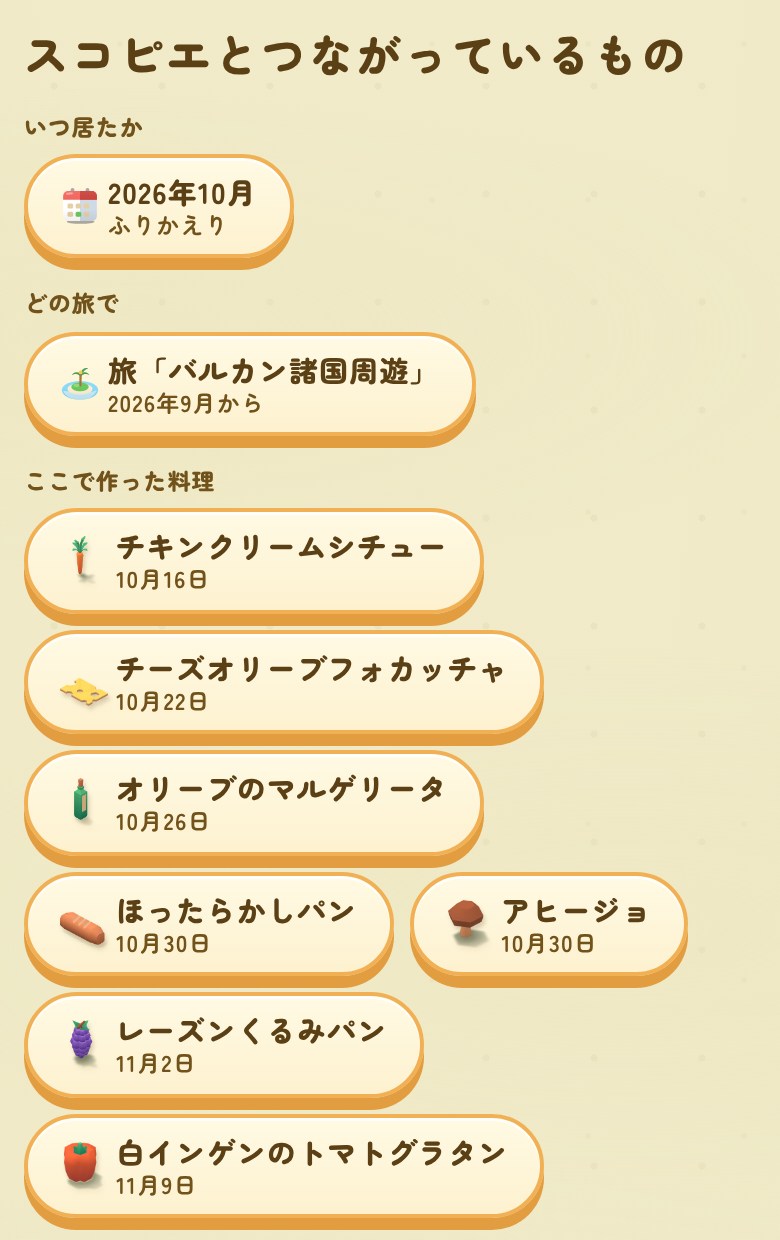 スコピエとつながっているもの
いつ居たか
2026年10月
ふりかえり
どの旅で
旅「バルカン諸国周遊」
2026年9月から
ここで作った料理
チキンクリームシチュー
10月16日
チーズオリーブフォカッチャ
10月22日
オリーブのマルゲリータ
10月26日
ほったらかしパン
10月30日
アヒージョ
10月30日
レーズンくるみパン
11月2日
白インゲンのトマトグラタン
11月9日